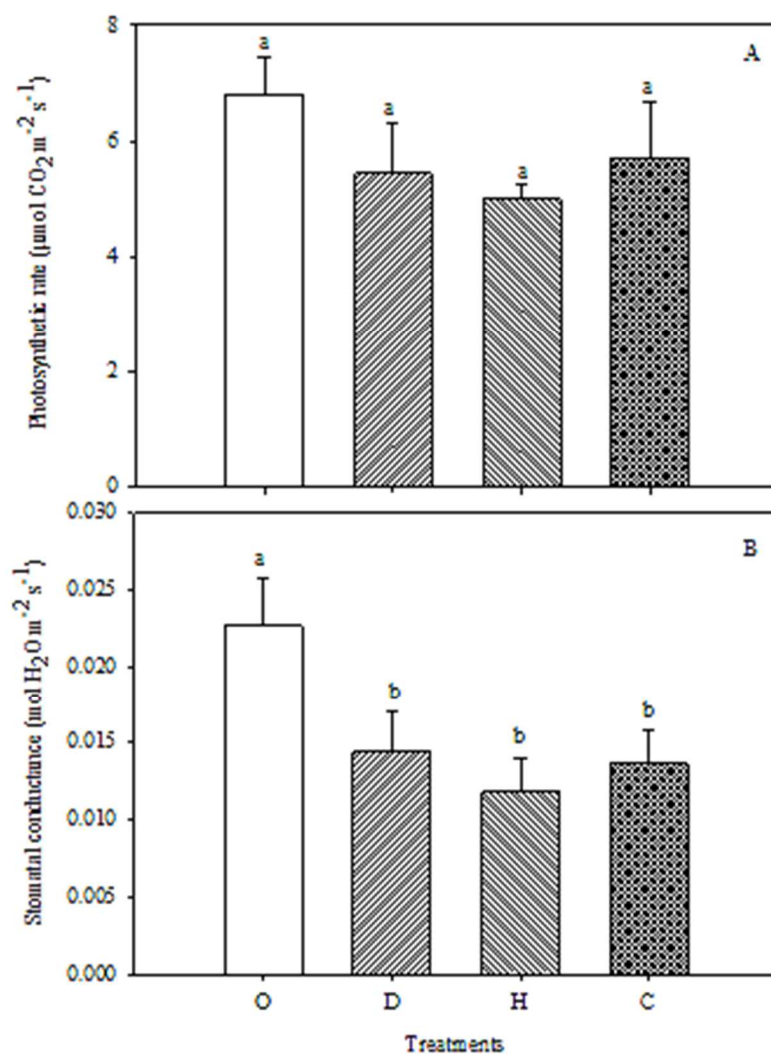 Photosynthetic rate (µmol CO₂ m⁻² s⁻¹)
8
6
4
2
0
A
a
a
a
a
Stomatal conductance (mol H₂O m⁻² s⁻¹)
0.030
0.025
0.020
0.015
0.010
0.005
0.000
B
a
b
b
b
O
D
H
C
Treatments